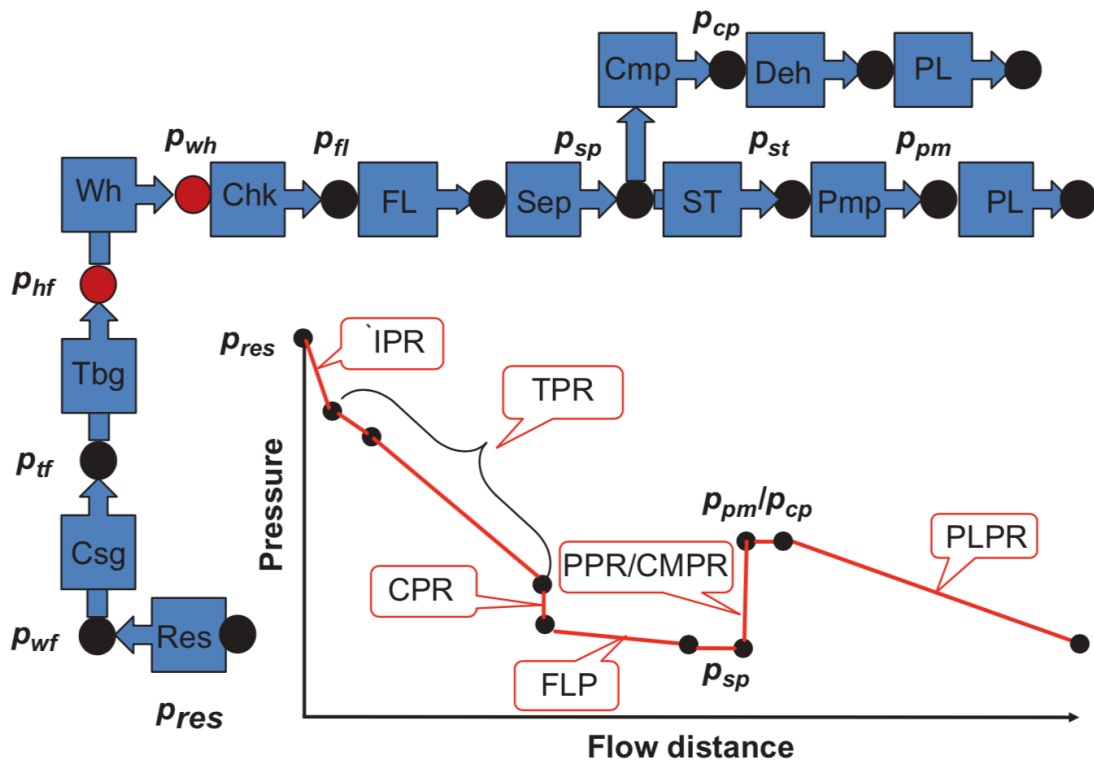 p_cp
Cmp
Deh
PL
p_wh
p_fl
p_sp
p_st
p_pm
Wh
Chk
FL
Sep
ST
Pmp
PL
p_hf
Tbg
p_tf
Csg
p_wf
Res
p_res
p_res
`IPR
TPR
Pressure
p_pm/p_cp
PPR/CMPR
PLPR
CPR
FLP
p_sp
Flow distance